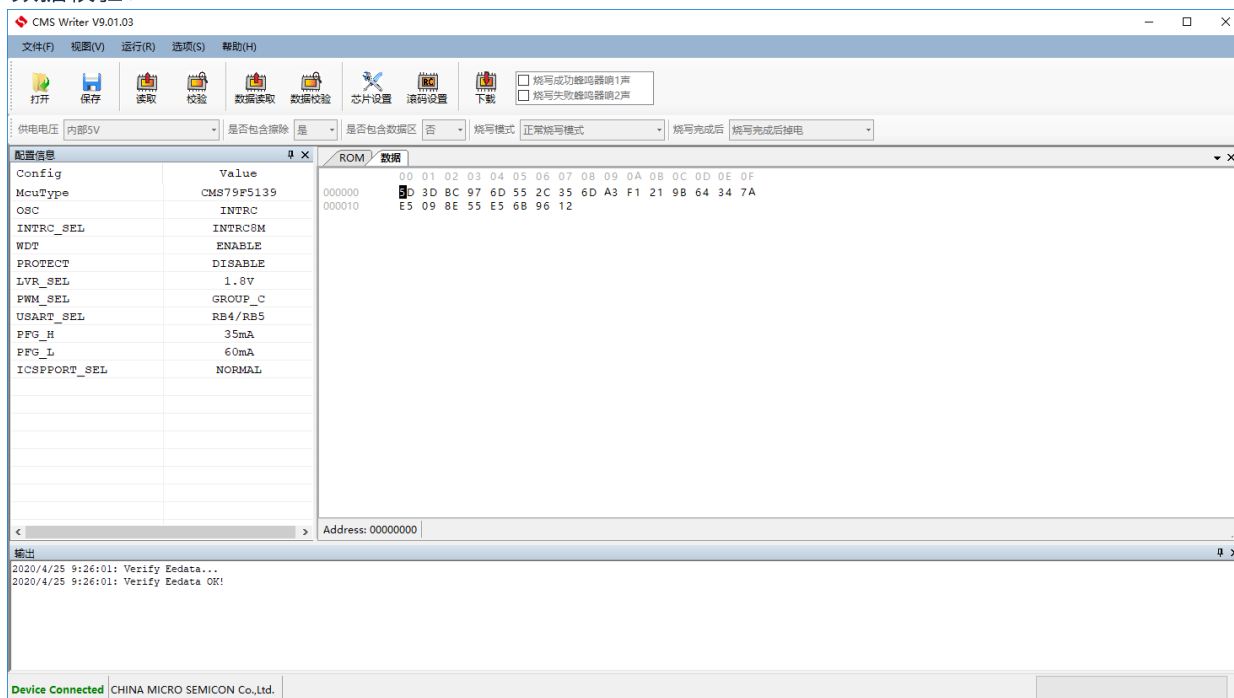 CMS Writer V9.01.03
文件(F) 视图(V) 运行(R) 选项(S) 帮助(H)
打开 保存 读取 校验 数据读取 数据校验 芯片设置 滚码设置 下载
RC
烧写成功蜂鸣器响1声
烧写失败蜂鸣器响2声
供电电压 内部5V 是否包含擦除 是 是否包含数据区 否 烧写模式 正常烧写模式 烧写完成后 烧写完成后掉电
配置信息
Config Value
McuType CMS79F5139
OSC INTRC
INTRC_SEL INTRC8M
WDT ENABLE
PROTECT DISABLE
LVR_SEL 1.8V
PWM_SEL GROUP_C
USART_SEL RB4/RB5
PFG_H 35mA
PFG_L 60mA
ICSPPORT_SEL NORMAL
ROM 数据
00 01 02 03 04 05 06 07 08 09 0A 0B 0C 0D 0E 0F
000000 5D 3D BC 97 6D 55 2C 35 6D A3 F1 21 9B 64 34 7A
000010 E5 09 8E 55 E5 6B 96 12
Address: 00000000
输出
2020/4/25 9:26:01: Verify Eedata...
2020/4/25 9:26:01: Verify Eedata OK!
Device Connected CHINA MICRO SEMICON Co.,Ltd.